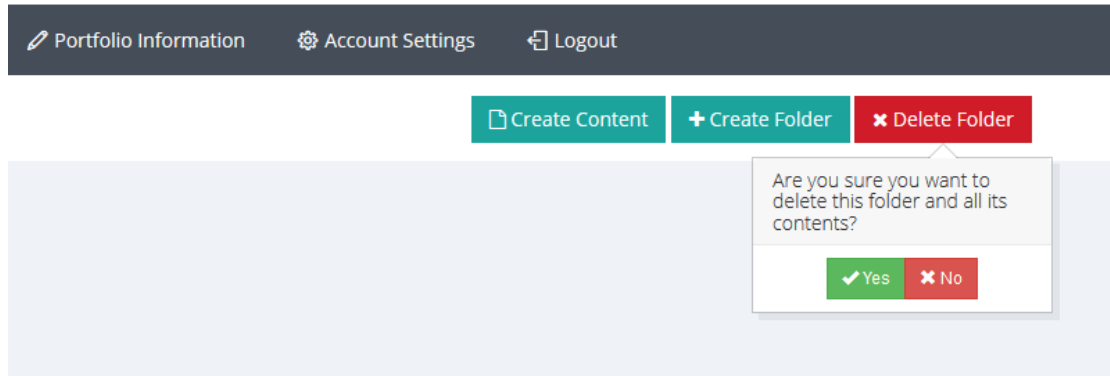 Portfolio Information Account Settings Logout
Create Content Create Folder Delete Folder
Are you sure you want to
delete this folder and all its
contents?
Yes No